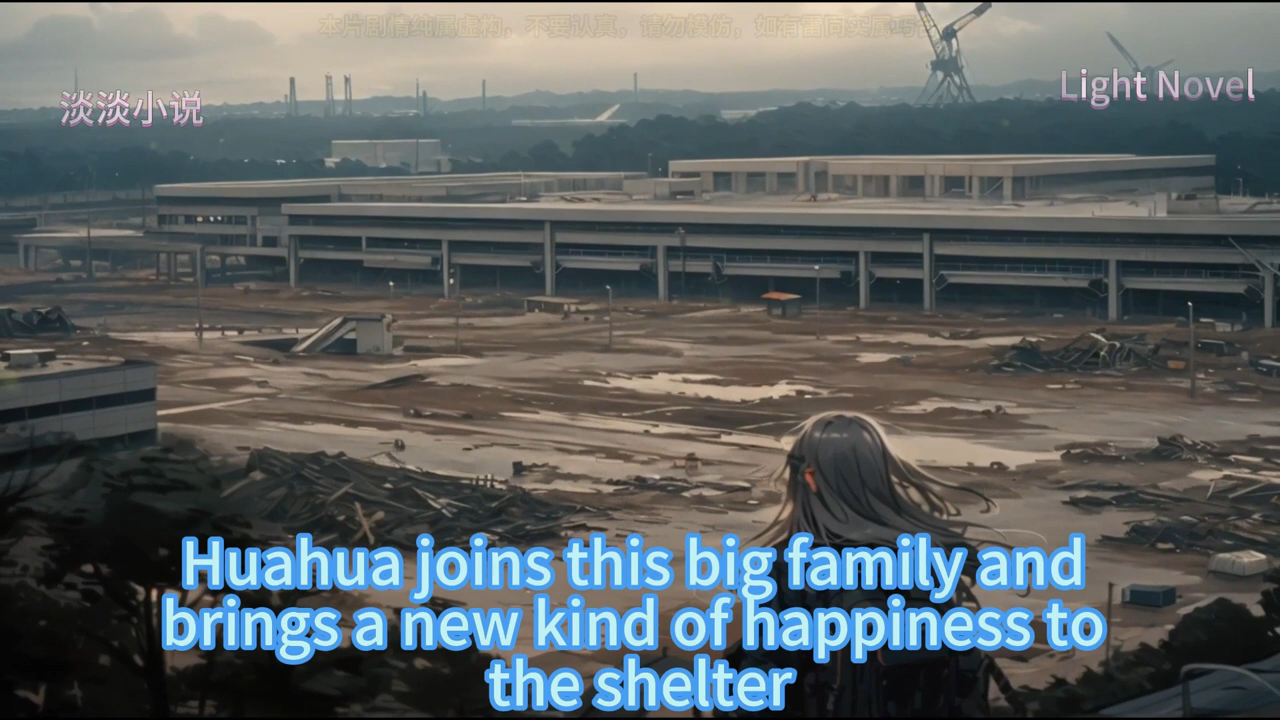 本片剧情纯属虚构，不要认真，请勿模仿，如有雷同实属巧合
淡淡小说
Light Novel
Huahua joins this big family and
brings a new kind of happiness to
the shelter